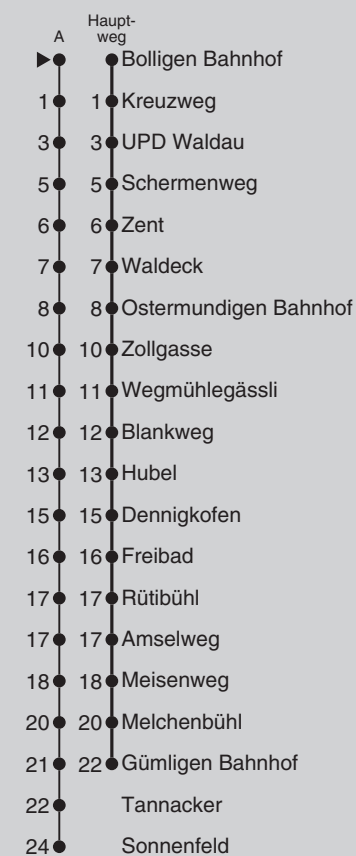 A Haupt-
weg
Bolligen Bahnhof
1 1 Kreuzweg
3 3 UPD Waldau
5 5 Schermenweg
6 6 Zent
7 7 Waldeck
8 8 Ostermundigen Bahnhof
10 10 Zollgasse
11 11 Wegmühlegässli
12 12 Blankweg
13 13 Hubel
15 15 Dennigkofen
16 16 Freibad
17 17 Rütibühl
17 17 Amselweg
18 18 Meisenweg
20 20 Melchenbühl
21 22 Gümligen Bahnhof
22 Tannacker
24 Sonnenfeld